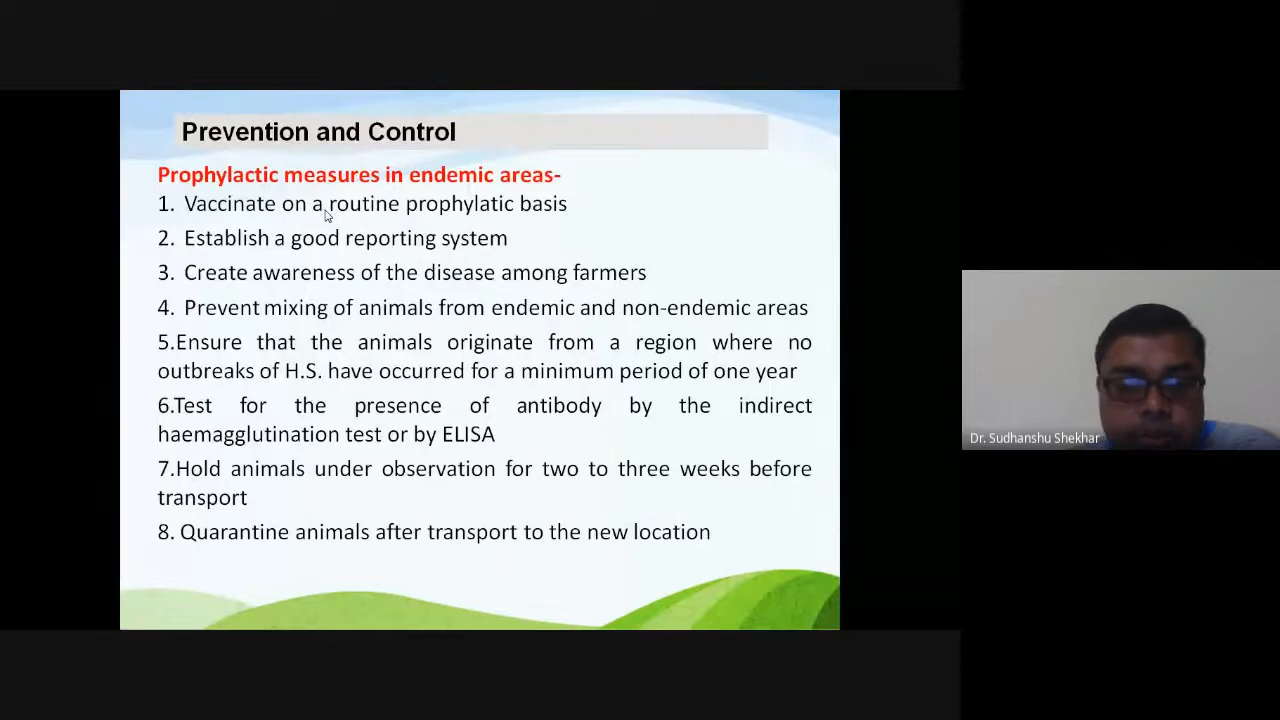 Prevention and Control
Prophylactic measures in endemic areas-
1. Vaccinate on a routine prophylatic basis
2. Establish a good reporting system
3. Create awareness of the disease among farmers
4. Prevent mixing of animals from endemic and non-endemic areas
5.Ensure that the animals originate from a region where no
outbreaks of H.S. have occurred for a minimum period of one year
6.Test for the presence of antibody by the indirect
haemagglutination test or by ELISA
7.Hold animals under observation for two to three weeks before
transport
8. Quarantine animals after transport to the new location
Dr. Sudhanshu Shekhar